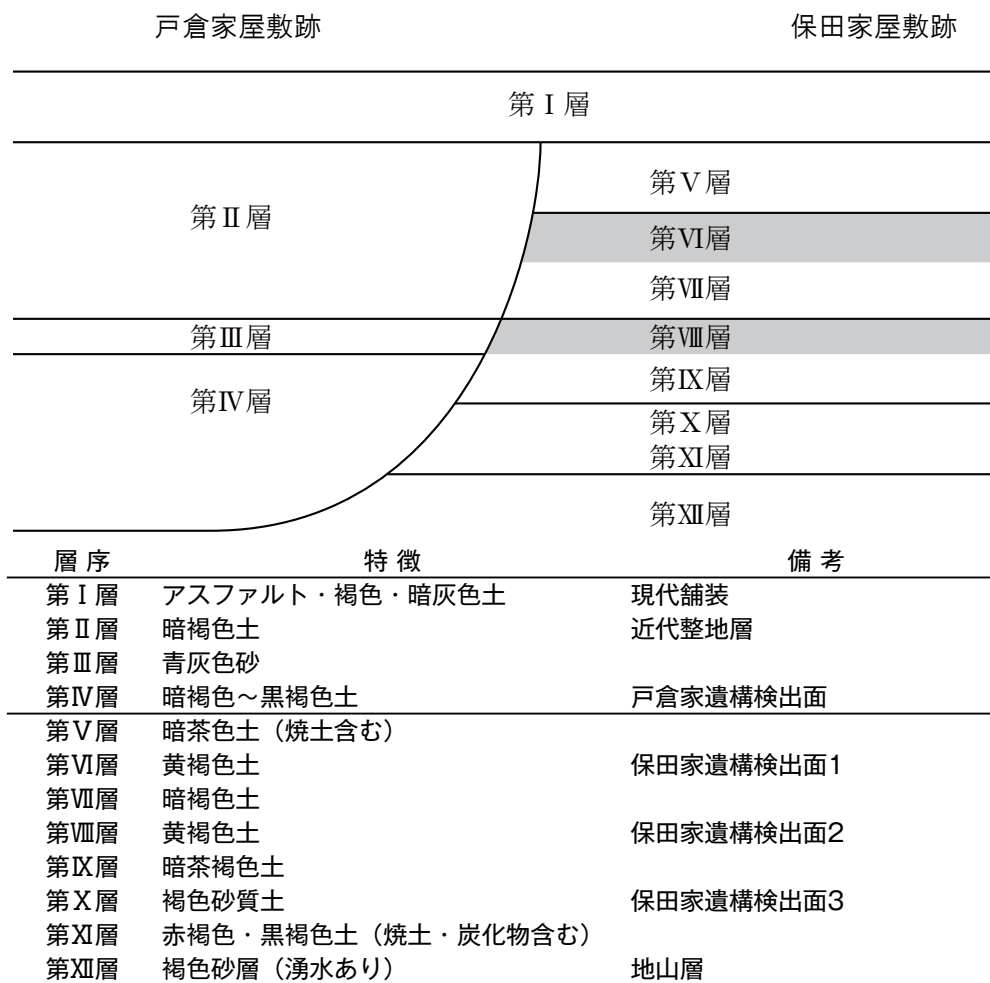 戸倉家屋敷跡 保田家屋敷跡
第Ⅰ層
第Ⅴ層
第Ⅱ層
第Ⅵ層
第Ⅶ層
第Ⅲ層 第Ⅷ層
第Ⅸ層
第Ⅳ層
第Ⅹ層
第Ⅺ層
第Ⅻ層
層序 特徴 備考
第Ⅰ層 アスファルト・褐色・暗灰色土 現代舗装
第Ⅱ層 暗褐色土 近代整地層
第Ⅲ層 青灰色砂
第Ⅳ層 暗褐色～黒褐色土 戸倉家遺構検出面
第Ⅴ層 暗茶色土（焼土含む）
第Ⅵ層 黄褐色土 保田家遺構検出面1
第Ⅶ層 暗褐色土
第Ⅷ層 黄褐色土 保田家遺構検出面2
第Ⅸ層 暗茶褐色土
第Ⅹ層 褐色砂質土 保田家遺構検出面3
第Ⅺ層 赤褐色・黒褐色土（焼土・炭化物含む）
第Ⅻ層 褐色砂層（湧水あり） 地山層